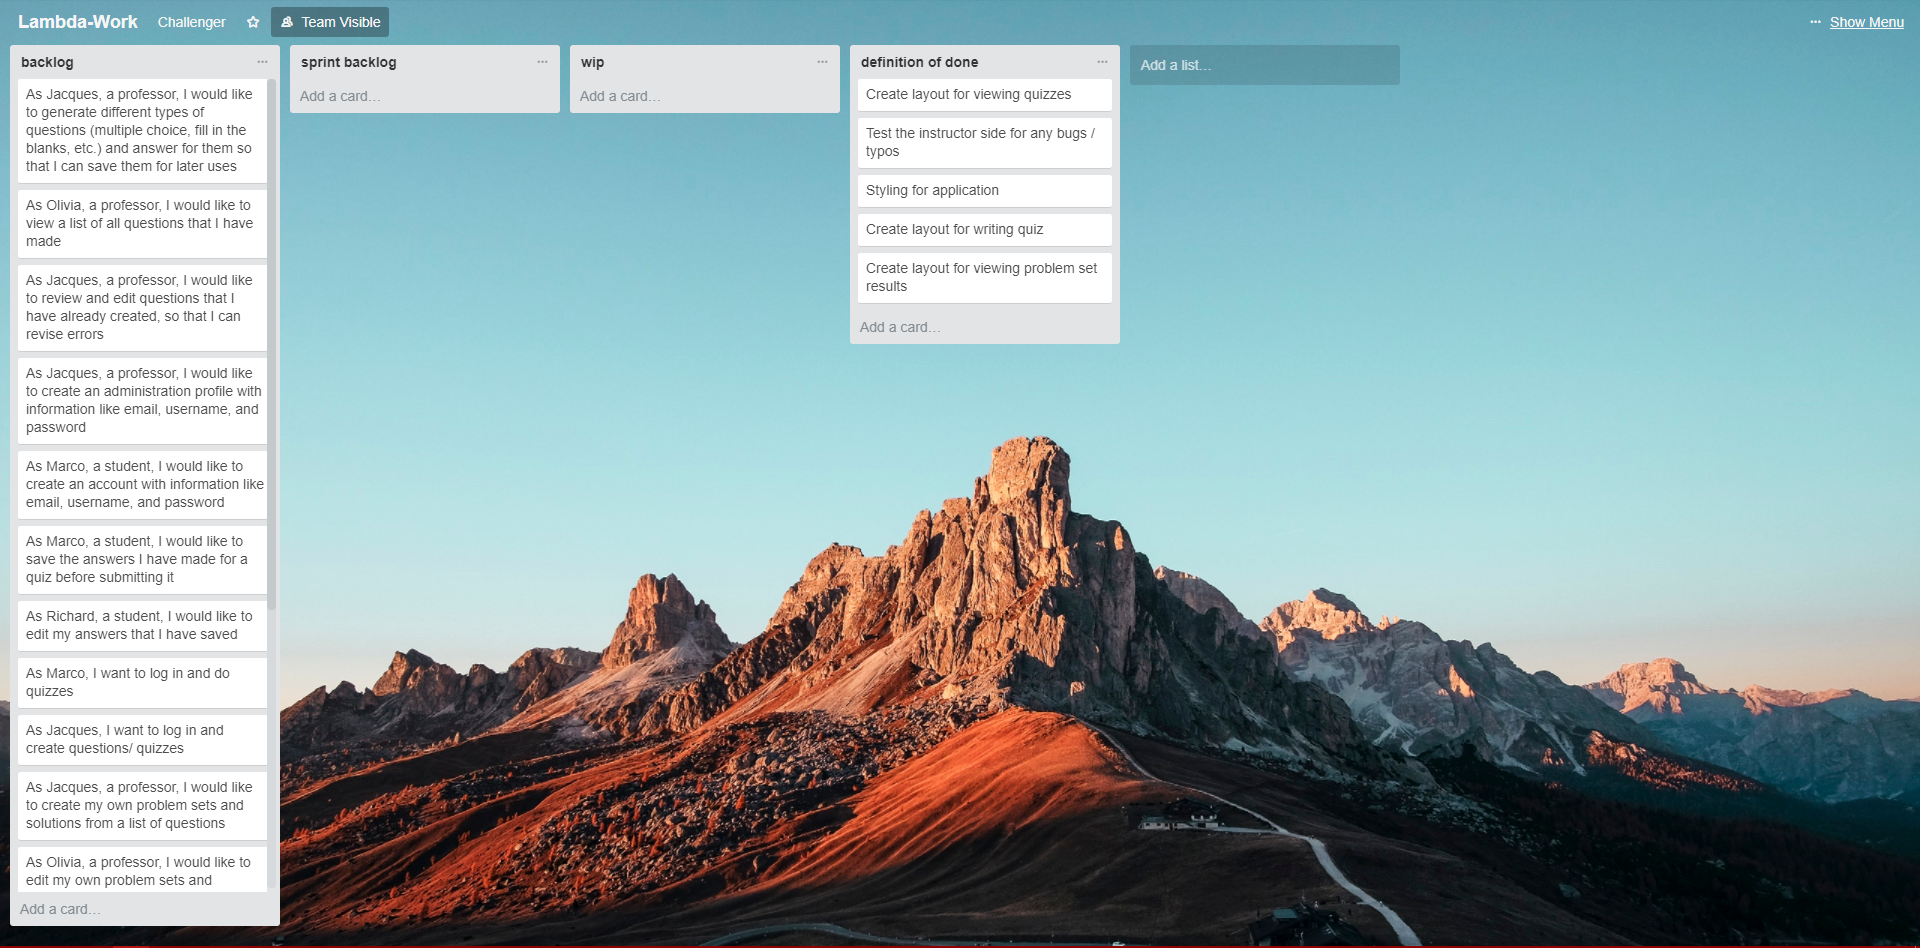 Lambda-Work Challenger Team Visible ··· Show Menu
backlog ···
As Jacques, a professor, I would like
to generate different types of
questions (multiple choice, fill in the
blanks, etc.) and answer for them so
that I can save them for later uses
As Olivia, a professor, I would like to
view a list of all questions that I have
made
As Jacques, a professor, I would like
to review and edit questions that I
have already created, so that I can
revise errors
As Jacques, a professor, I would like
to create an administration profile with
information like email, username, and
password
As Marco, a student, I would like to
create an account with information like
email, username, and password
As Marco, a student, I would like to
save the answers I have made for a
quiz before submitting it
As Richard, a student, I would like to
edit my answers that I have saved
As Marco, I want to log in and do
quizzes
As Jacques, I want to log in and
create questions/ quizzes
As Jacques, a professor, I would like
to create my own problem sets and
solutions from a list of questions
As Olivia, a professor, I would like to
edit my own problem sets and
Add a card…
sprint backlog ···
Add a card…
wip ···
Add a card…
definition of done ···
Create layout for viewing quizzes
Test the instructor side for any bugs /
typos
Styling for application
Create layout for writing quiz
Create layout for viewing problem set
results
Add a card…
Add a list…